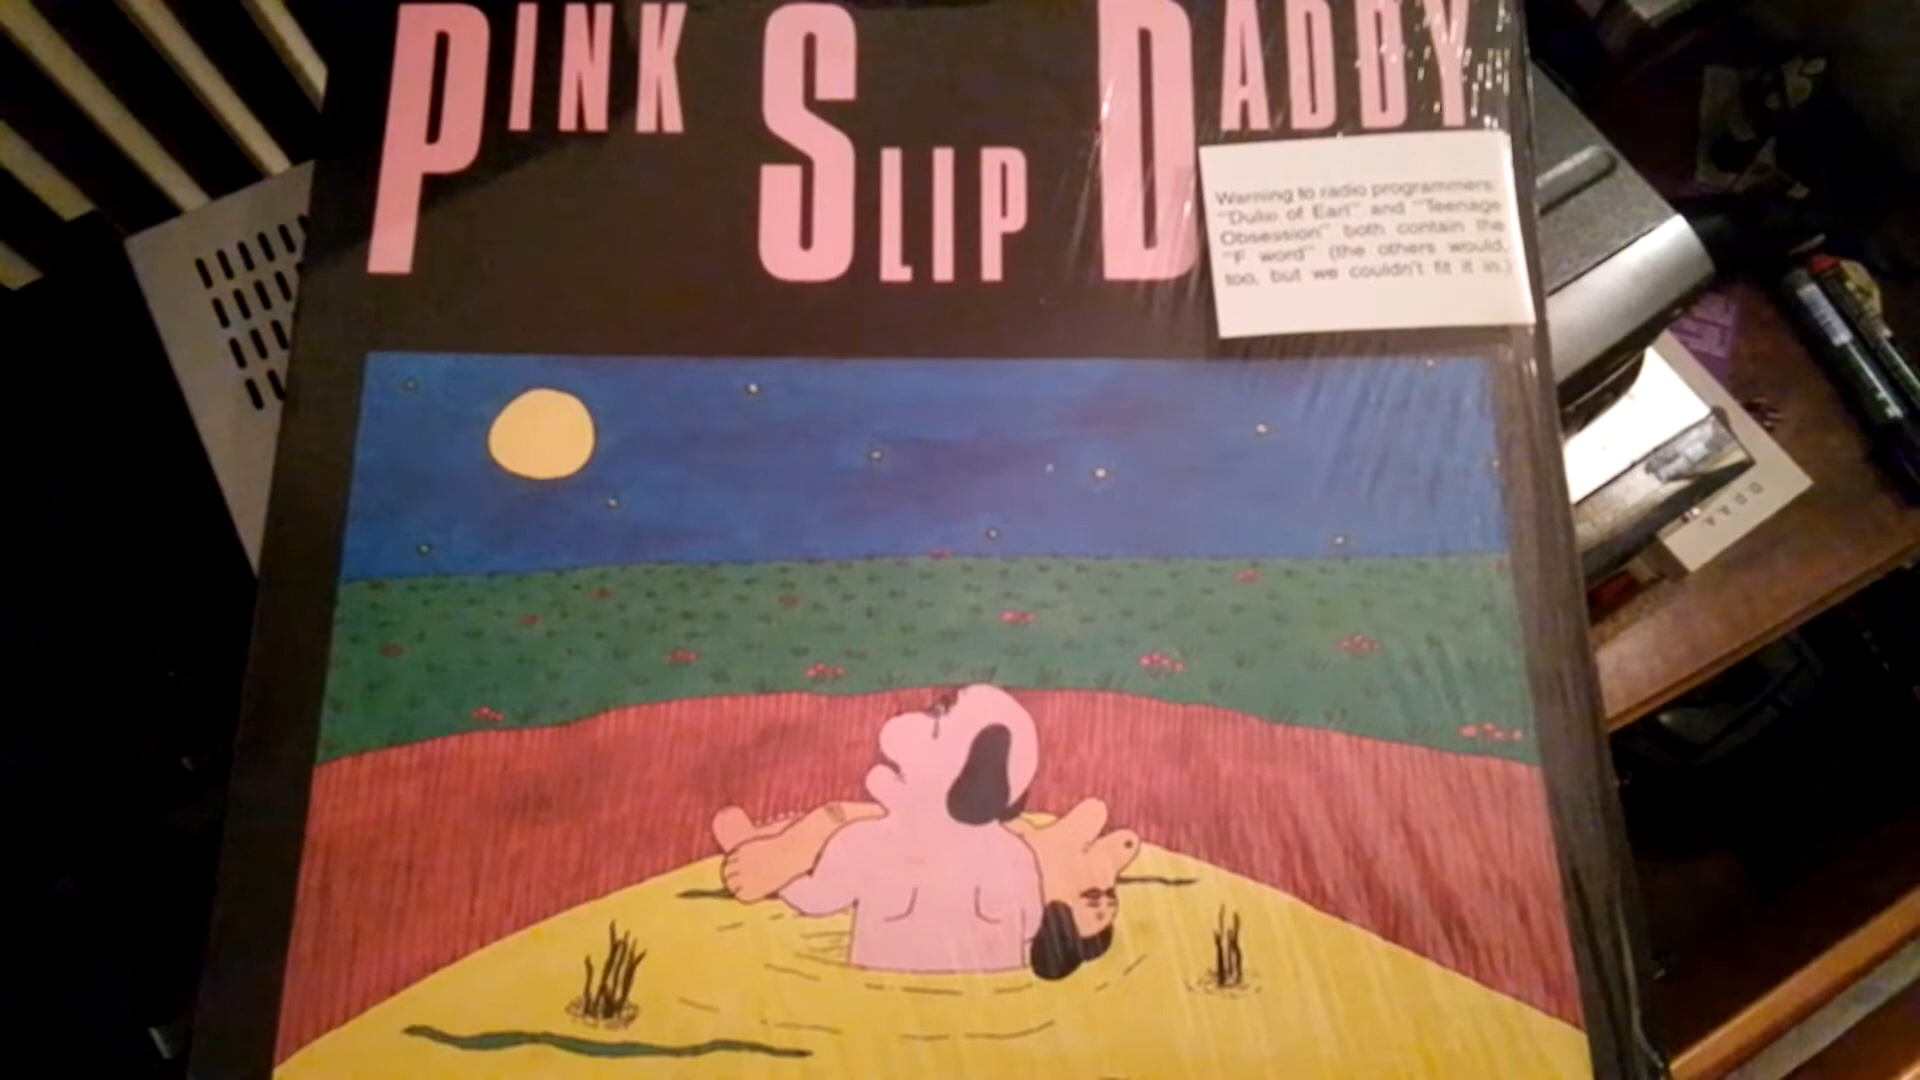 PINK SLIP DADDY
Warning to radio programmers:
"Duke of Earl" and "Teenage
Obsession" both contain the
"F word" (the others would,
too, but we couldn't fit it in.)